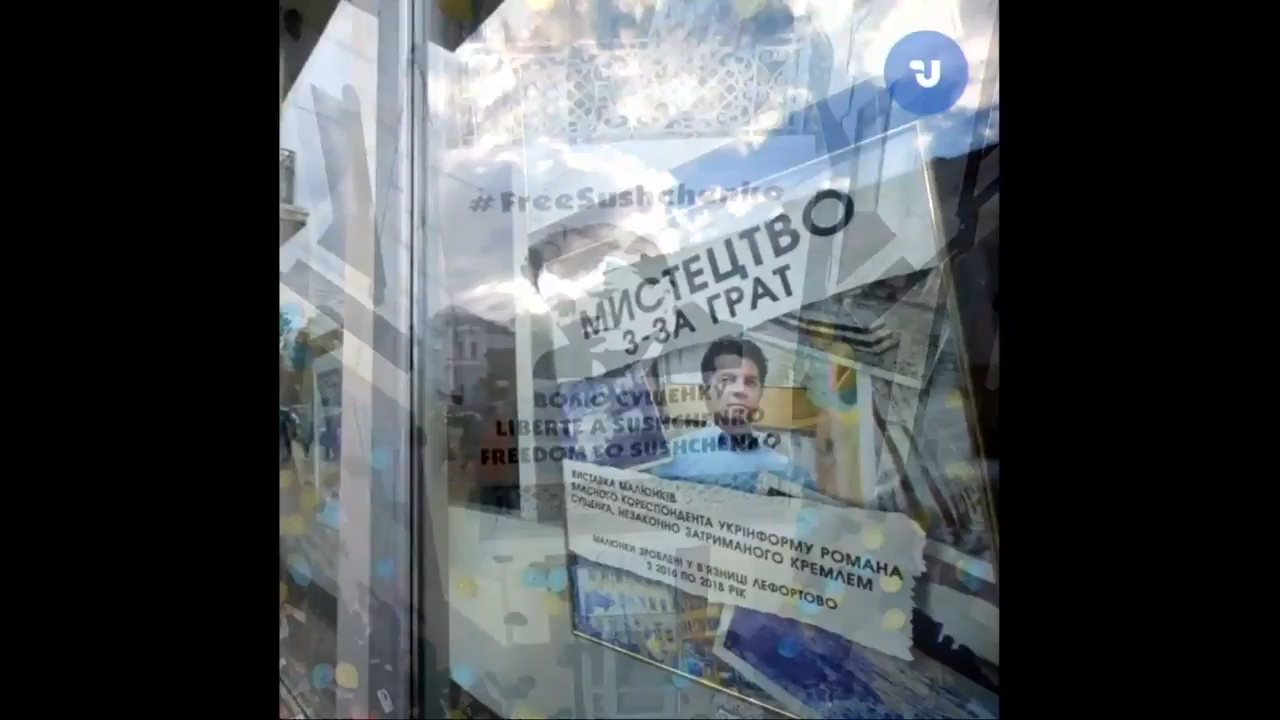 #FreeSushchenko
МИСТЕЦТВО
З-ЗА ГРАТ
ВОЛЮ СУЩЕНКУ
LIBERTE A SUSHCHENKO
FREEDOM TO SUSHCHENKO
ВИСТАВКА МАЛЮНКІВ
ВЛАСНОГО КОРЕСПОНДЕНТА УКРІНФОРМУ РОМАНА
СУЩЕНКА, НЕЗАКОННО ЗАТРИМАНОГО КРЕМЛЕМ
МАЛЮНКИ ЗРОБЛЕНІ У В'ЯЗНИЦІ ЛЕФОРТОВО
З 2016 ПО 2018 РІК